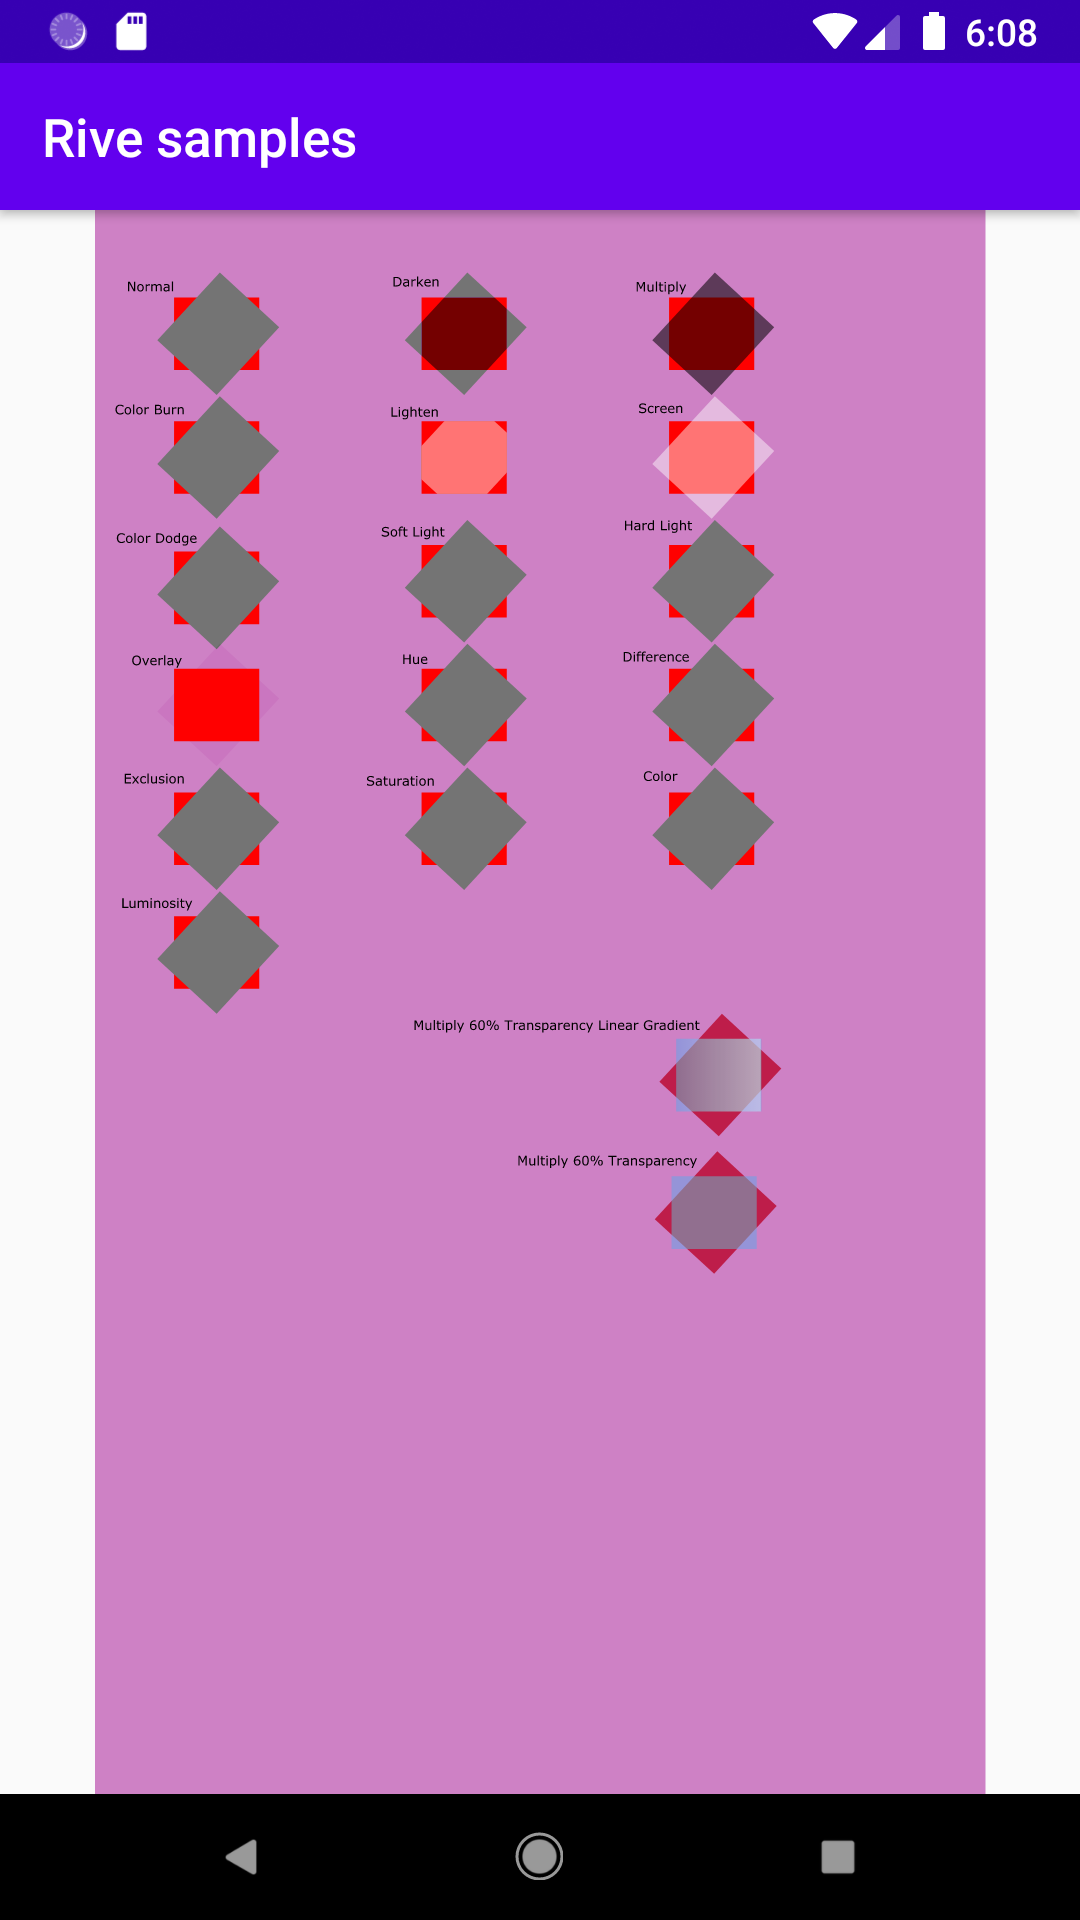 6:08
Rive samples
Normal
Darken
Multiply
Color Burn
Lighten
Screen
Color Dodge
Soft Light
Hard Light
Overlay
Hue
Difference
Exclusion
Saturation
Color
Luminosity
Multiply 60% Transparency Linear Gradient
Multiply 60% Transparency